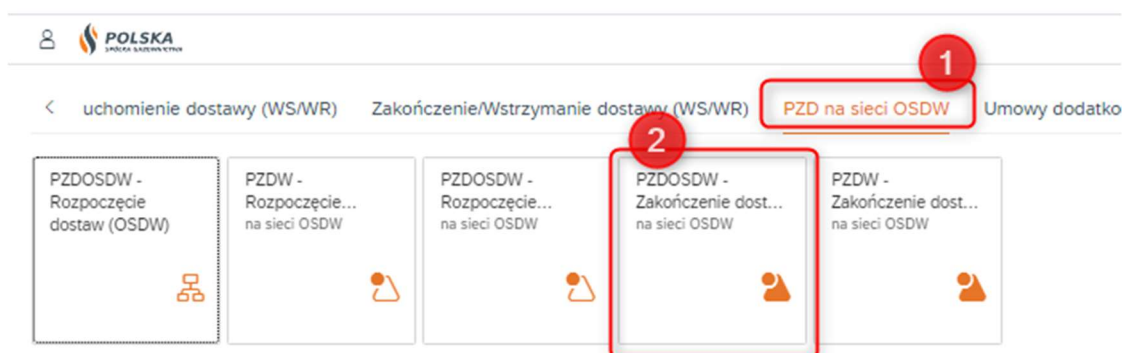 POLSKA
SPÓŁKA GAZOWNICTWA
1
uchomienie dostawy (WS/WR) Zakończenie/Wstrzymanie dostawy (WS/WR) PZD na sieci OSDW Umowy dodatko
2
PZDOSDW -
Rozpoczęcie
dostaw (OSDW)
PZDW -
Rozpoczęcie...
na sieci OSDW
PZDOSDW -
Rozpoczęcie...
na sieci OSDW
PZDOSDW -
Zakończenie dost...
na sieci OSDW
PZDW -
Zakończenie dost...
na sieci OSDW